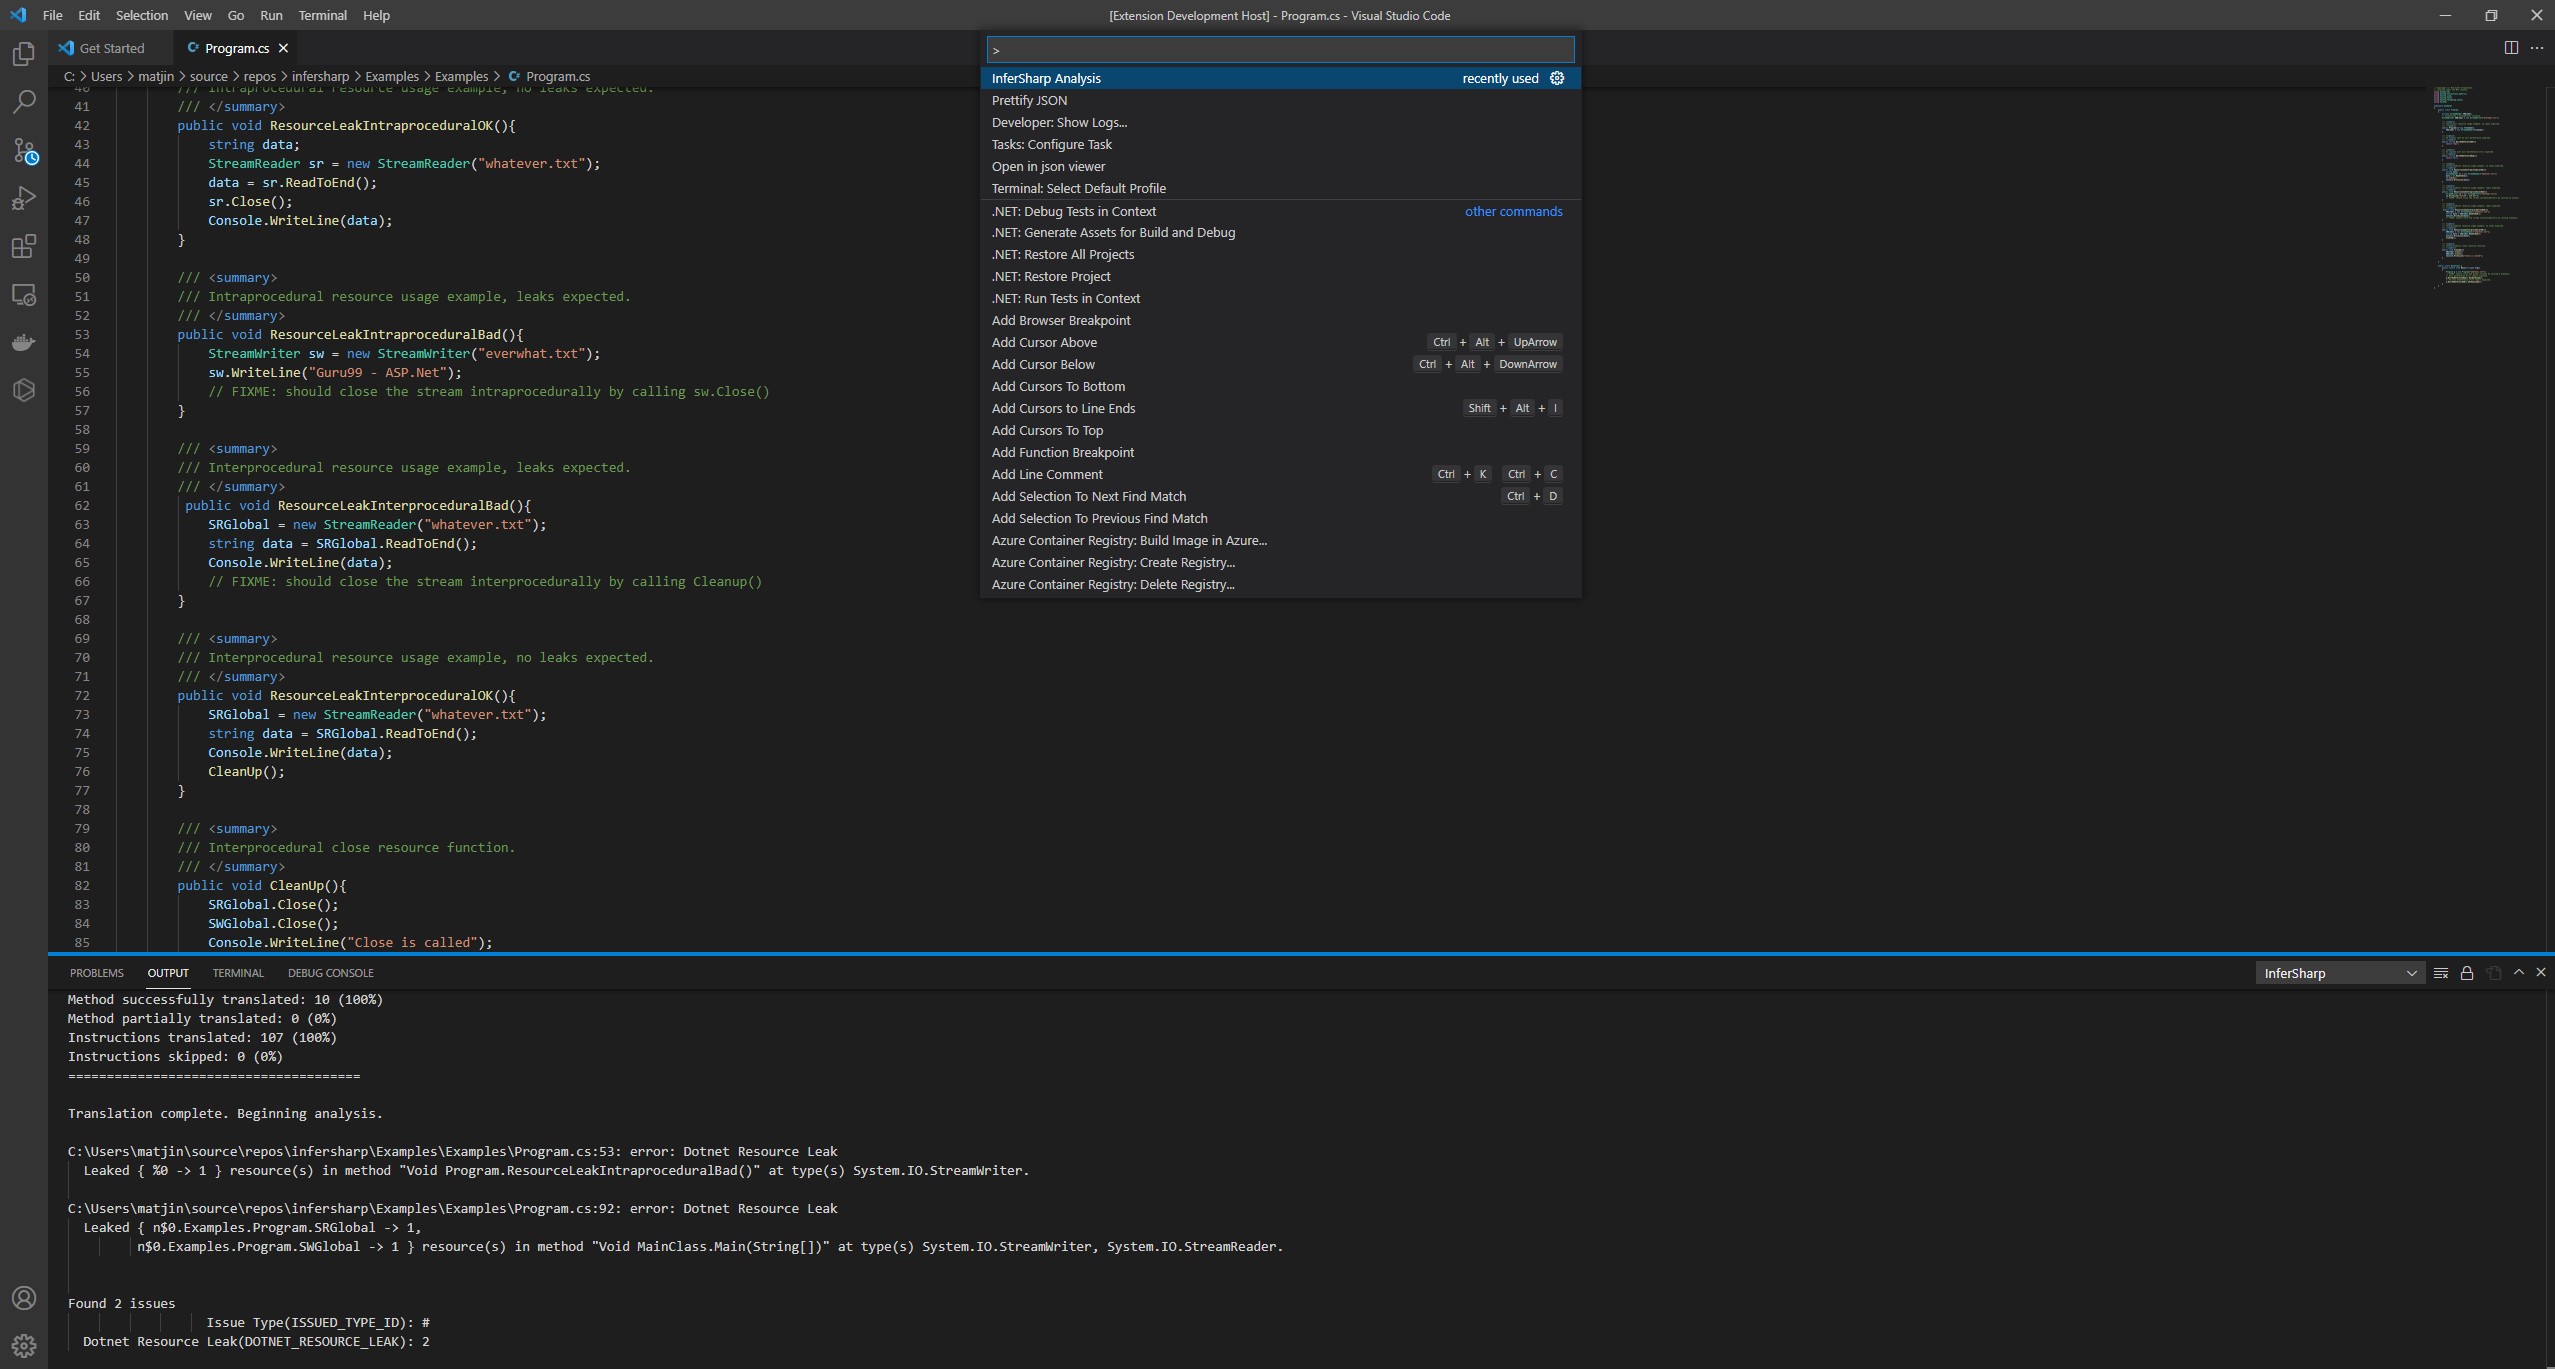 File Edit Selection View Go Run Terminal Help
[Extension Development Host] - Program.cs - Visual Studio Code
Get Started
Program.cs
C: > Users > matjin > source > repos > infersharp > Examples > Examples > Program.cs
40 /// Intraprocedural resource usage example, no leaks expected.
41 /// </summary>
42 public void ResourceLeakIntraproceduralOK(){
43 string data;
44 StreamReader sr = new StreamReader("whatever.txt");
45 data = sr.ReadToEnd();
46 sr.Close();
47 Console.WriteLine(data);
48 }
49
50 /// <summary>
51 /// Intraprocedural resource usage example, leaks expected.
52 /// </summary>
53 public void ResourceLeakIntraproceduralBad(){
54 StreamWriter sw = new StreamWriter("everwhat.txt");
55 sw.WriteLine("Guru99 - ASP.Net");
56 // FIXME: should close the stream intraprocedurally by calling sw.Close()
57 }
58
59 /// <summary>
60 /// Interprocedural resource usage example, leaks expected.
61 /// </summary>
62 public void ResourceLeakInterproceduralBad(){
63 SRGlobal = new StreamReader("whatever.txt");
64 string data = SRGlobal.ReadToEnd();
65 Console.WriteLine(data);
66 // FIXME: should close the stream interprocedurally by calling Cleanup()
67 }
68
69 /// <summary>
70 /// Interprocedural resource usage example, no leaks expected.
71 /// </summary>
72 public void ResourceLeakInterproceduralOK(){
73 SRGlobal = new StreamReader("whatever.txt");
74 string data = SRGlobal.ReadToEnd();
75 Console.WriteLine(data);
76 CleanUp();
77 }
78
79 /// <summary>
80 /// Interprocedural close resource function.
81 /// </summary>
82 public void CleanUp(){
83 SRGlobal.Close();
84 SWGlobal.Close();
85 Console.WriteLine("Close is called");
>
InferSharp Analysis recently used
Prettify JSON
Developer: Show Logs...
Tasks: Configure Task
Open in json viewer
Terminal: Select Default Profile
.NET: Debug Tests in Context other commands
.NET: Generate Assets for Build and Debug
.NET: Restore All Projects
.NET: Restore Project
.NET: Run Tests in Context
Add Browser Breakpoint
Add Cursor Above Ctrl + Alt + UpArrow
Add Cursor Below Ctrl + Alt + DownArrow
Add Cursors To Bottom
Add Cursors to Line Ends Shift + Alt + I
Add Cursors To Top
Add Function Breakpoint
Add Line Comment Ctrl + K Ctrl + C
Add Selection To Next Find Match Ctrl + D
Add Selection To Previous Find Match
Azure Container Registry: Build Image in Azure...
Azure Container Registry: Create Registry...
Azure Container Registry: Delete Registry...
PROBLEMS OUTPUT TERMINAL DEBUG CONSOLE
InferSharp
Method successfully translated: 10 (100%)
Method partially translated: 0 (0%)
Instructions translated: 107 (100%)
Instructions skipped: 0 (0%)
======================================
Translation complete. Beginning analysis.
C:\Users\matjin\source\repos\infersharp\Examples\Examples\Program.cs:53: error: Dotnet Resource Leak
Leaked { %0 -> 1 } resource(s) in method "Void Program.ResourceLeakIntraproceduralBad()" at type(s) System.IO.StreamWriter.
C:\Users\matjin\source\repos\infersharp\Examples\Examples\Program.cs:92: error: Dotnet Resource Leak
Leaked { n$0.Examples.Program.SRGlobal -> 1,
n$0.Examples.Program.SWGlobal -> 1 } resource(s) in method "Void MainClass.Main(String[])" at type(s) System.IO.StreamWriter, System.IO.StreamReader.
Found 2 issues
Issue Type(ISSUED_TYPE_ID): #
Dotnet Resource Leak(DOTNET_RESOURCE_LEAK): 2